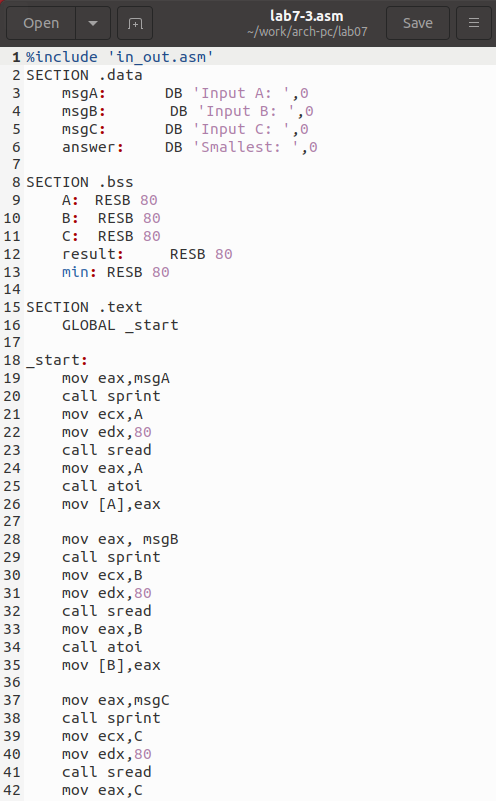 Open
lab7-3.asm
~/work/arch-pc/lab07
Save
1 %include 'in_out.asm'
2 SECTION .data
3     msgA:       DB 'Input A: ',0
4     msgB:       DB 'Input B: ',0
5     msgC:       DB 'Input C: ',0
6     answer:     DB 'Smallest: ',0
7
8 SECTION .bss
9     A:  RESB 80
10     B:  RESB 80
11     C:  RESB 80
12     result:     RESB 80
13     min: RESB 80
14
15 SECTION .text
16     GLOBAL _start
17
18 _start:
19     mov eax,msgA
20     call sprint
21     mov ecx,A
22     mov edx,80
23     call sread
24     mov eax,A
25     call atoi
26     mov [A],eax
27
28     mov eax, msgB
29     call sprint
30     mov ecx,B
31     mov edx,80
32     call sread
33     mov eax,B
34     call atoi
35     mov [B],eax
36
37     mov eax,msgC
38     call sprint
39     mov ecx,C
40     mov edx,80
41     call sread
42     mov eax,C